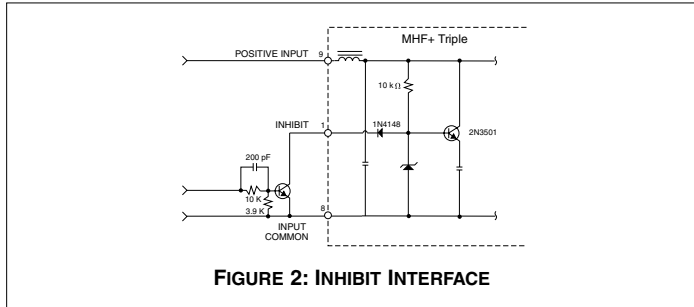 MHF+ Triple
POSITIVE INPUT 9
10 kΩ
INHIBIT 1
1N4148
2N3501
200 pF
10 K
3.9 K
8
INPUT
COMMON
FIGURE 2: INHIBIT INTERFACE